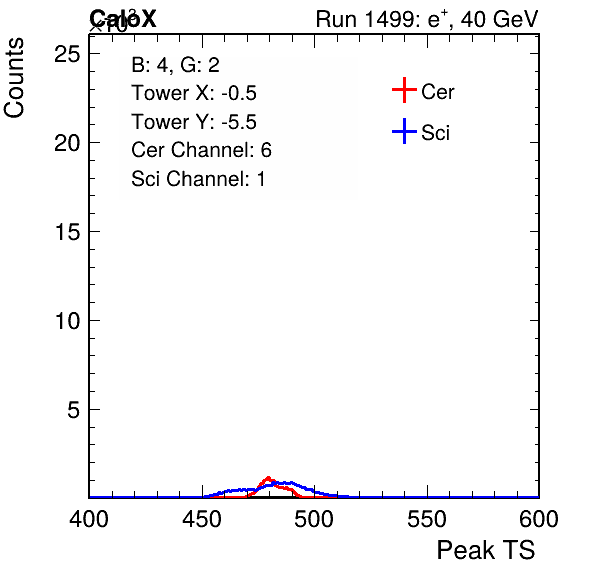 ×10³
CaloX
Run 1499: e⁺, 40 GeV
Counts
B: 4, G: 2
Tower X: -0.5
Tower Y: -5.5
Cer Channel: 6
Sci Channel: 1
Cer
Sci
25
20
15
10
5
400 450 500 550 600
Peak TS